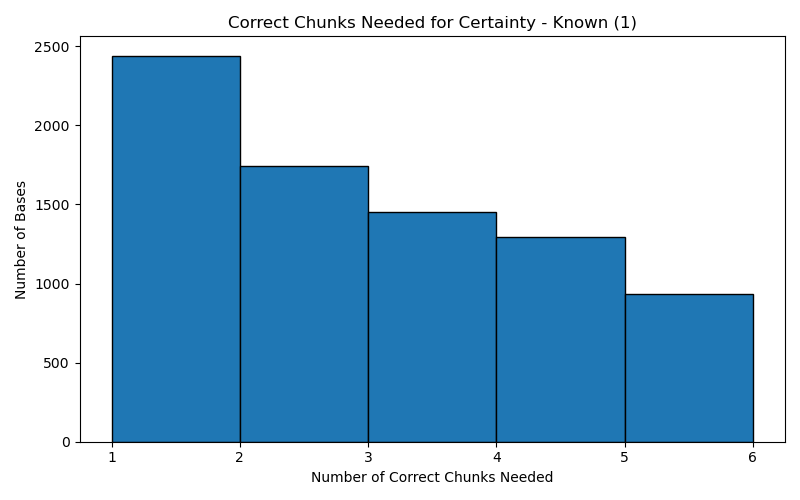 Correct Chunks Needed for Certainty - Known (1)
2500
2000
1500
1000
500
0
Number of Bases
1 2 3 4 5 6
Number of Correct Chunks Needed